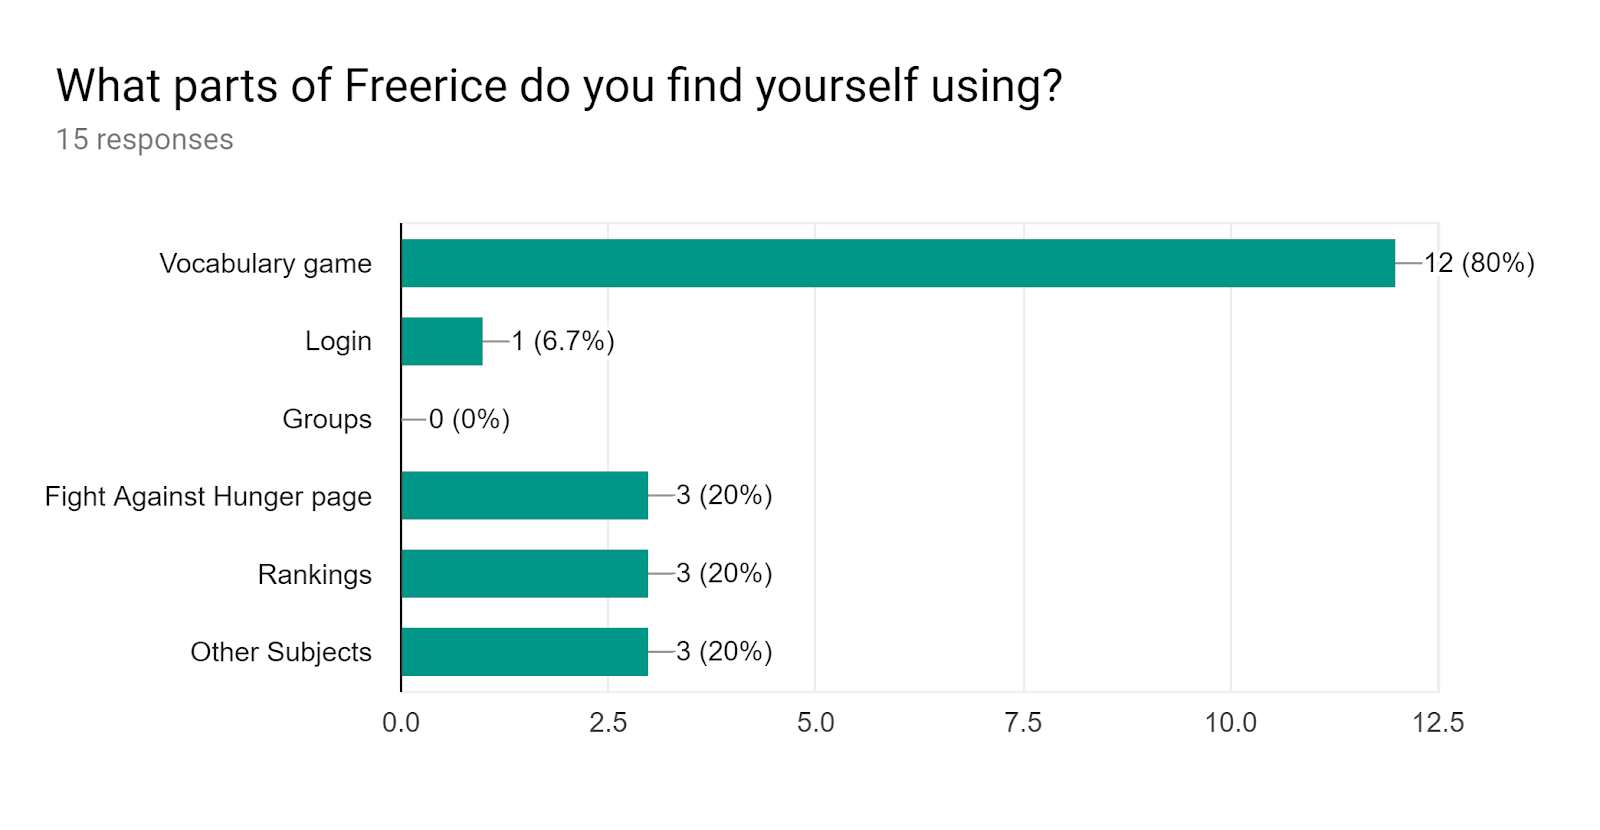 What parts of Freerice do you find yourself using?
15 responses
Vocabulary game
12 (80%)
Login
1 (6.7%)
Groups
0 (0%)
Fight Against Hunger page
3 (20%)
Rankings
3 (20%)
Other Subjects
3 (20%)
0.0 2.5 5.0 7.5 10.0 12.5